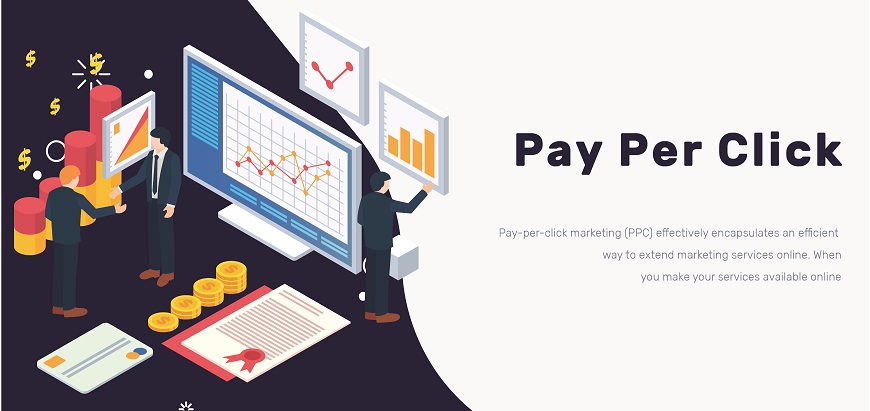 Pay Per Click
Pay-per-click marketing (PPC) effectively encapsulates an efficient
way to extend marketing services online. When
you make your services available online